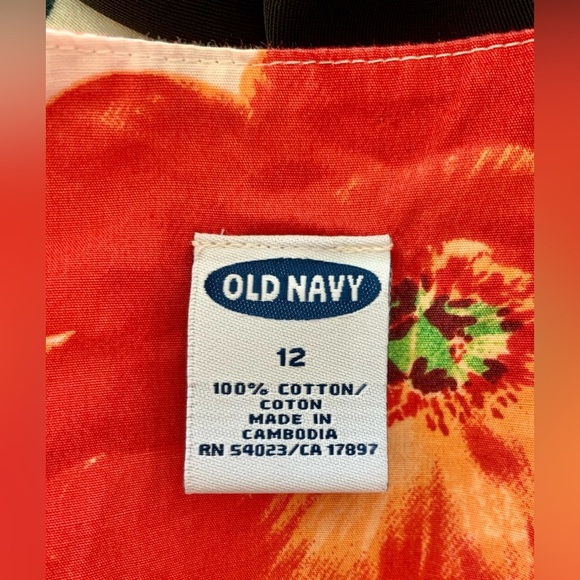 OLD NAVY
12
100% COTTON/
COTON
MADE IN
CAMBODIA
RN 54023/CA 17897